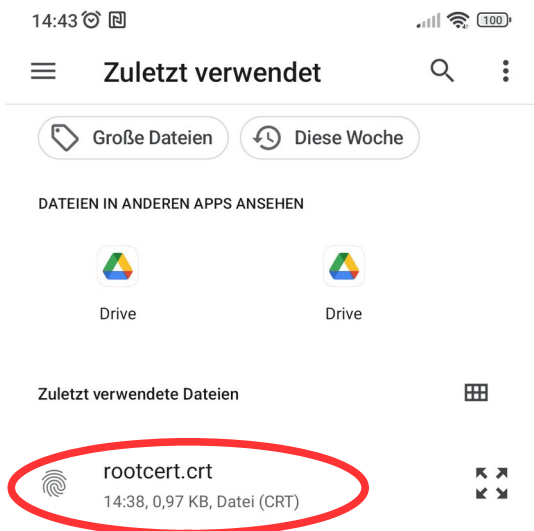 14:43
100
Zuletzt verwendet
Große Dateien
Diese Woche
DATEIEN IN ANDEREN APPS ANSEHEN
Drive
Drive
Zuletzt verwendete Dateien
rootcert.crt
14:38, 0,97 KB, Datei (CRT)